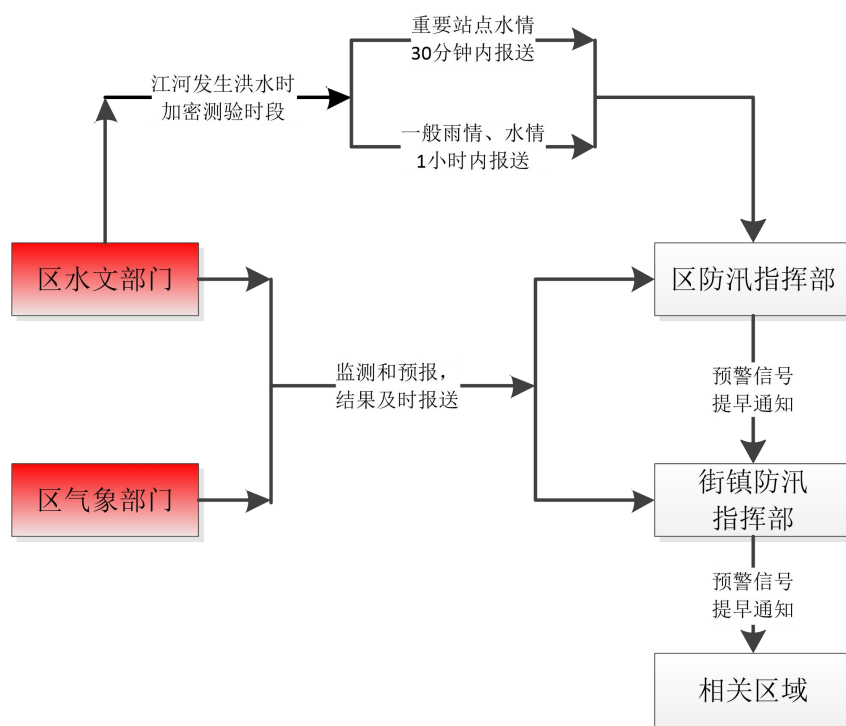 重要站点水情
30分钟内报送
江河发生洪水时
加密测验时段
一般雨情、水情
1小时内报送
区水文部门
区防汛指挥部
监测和预报，
结果及时报送
预警信号
提早通知
区气象部门
街镇防汛
指挥部
预警信号
提早通知
相关区域